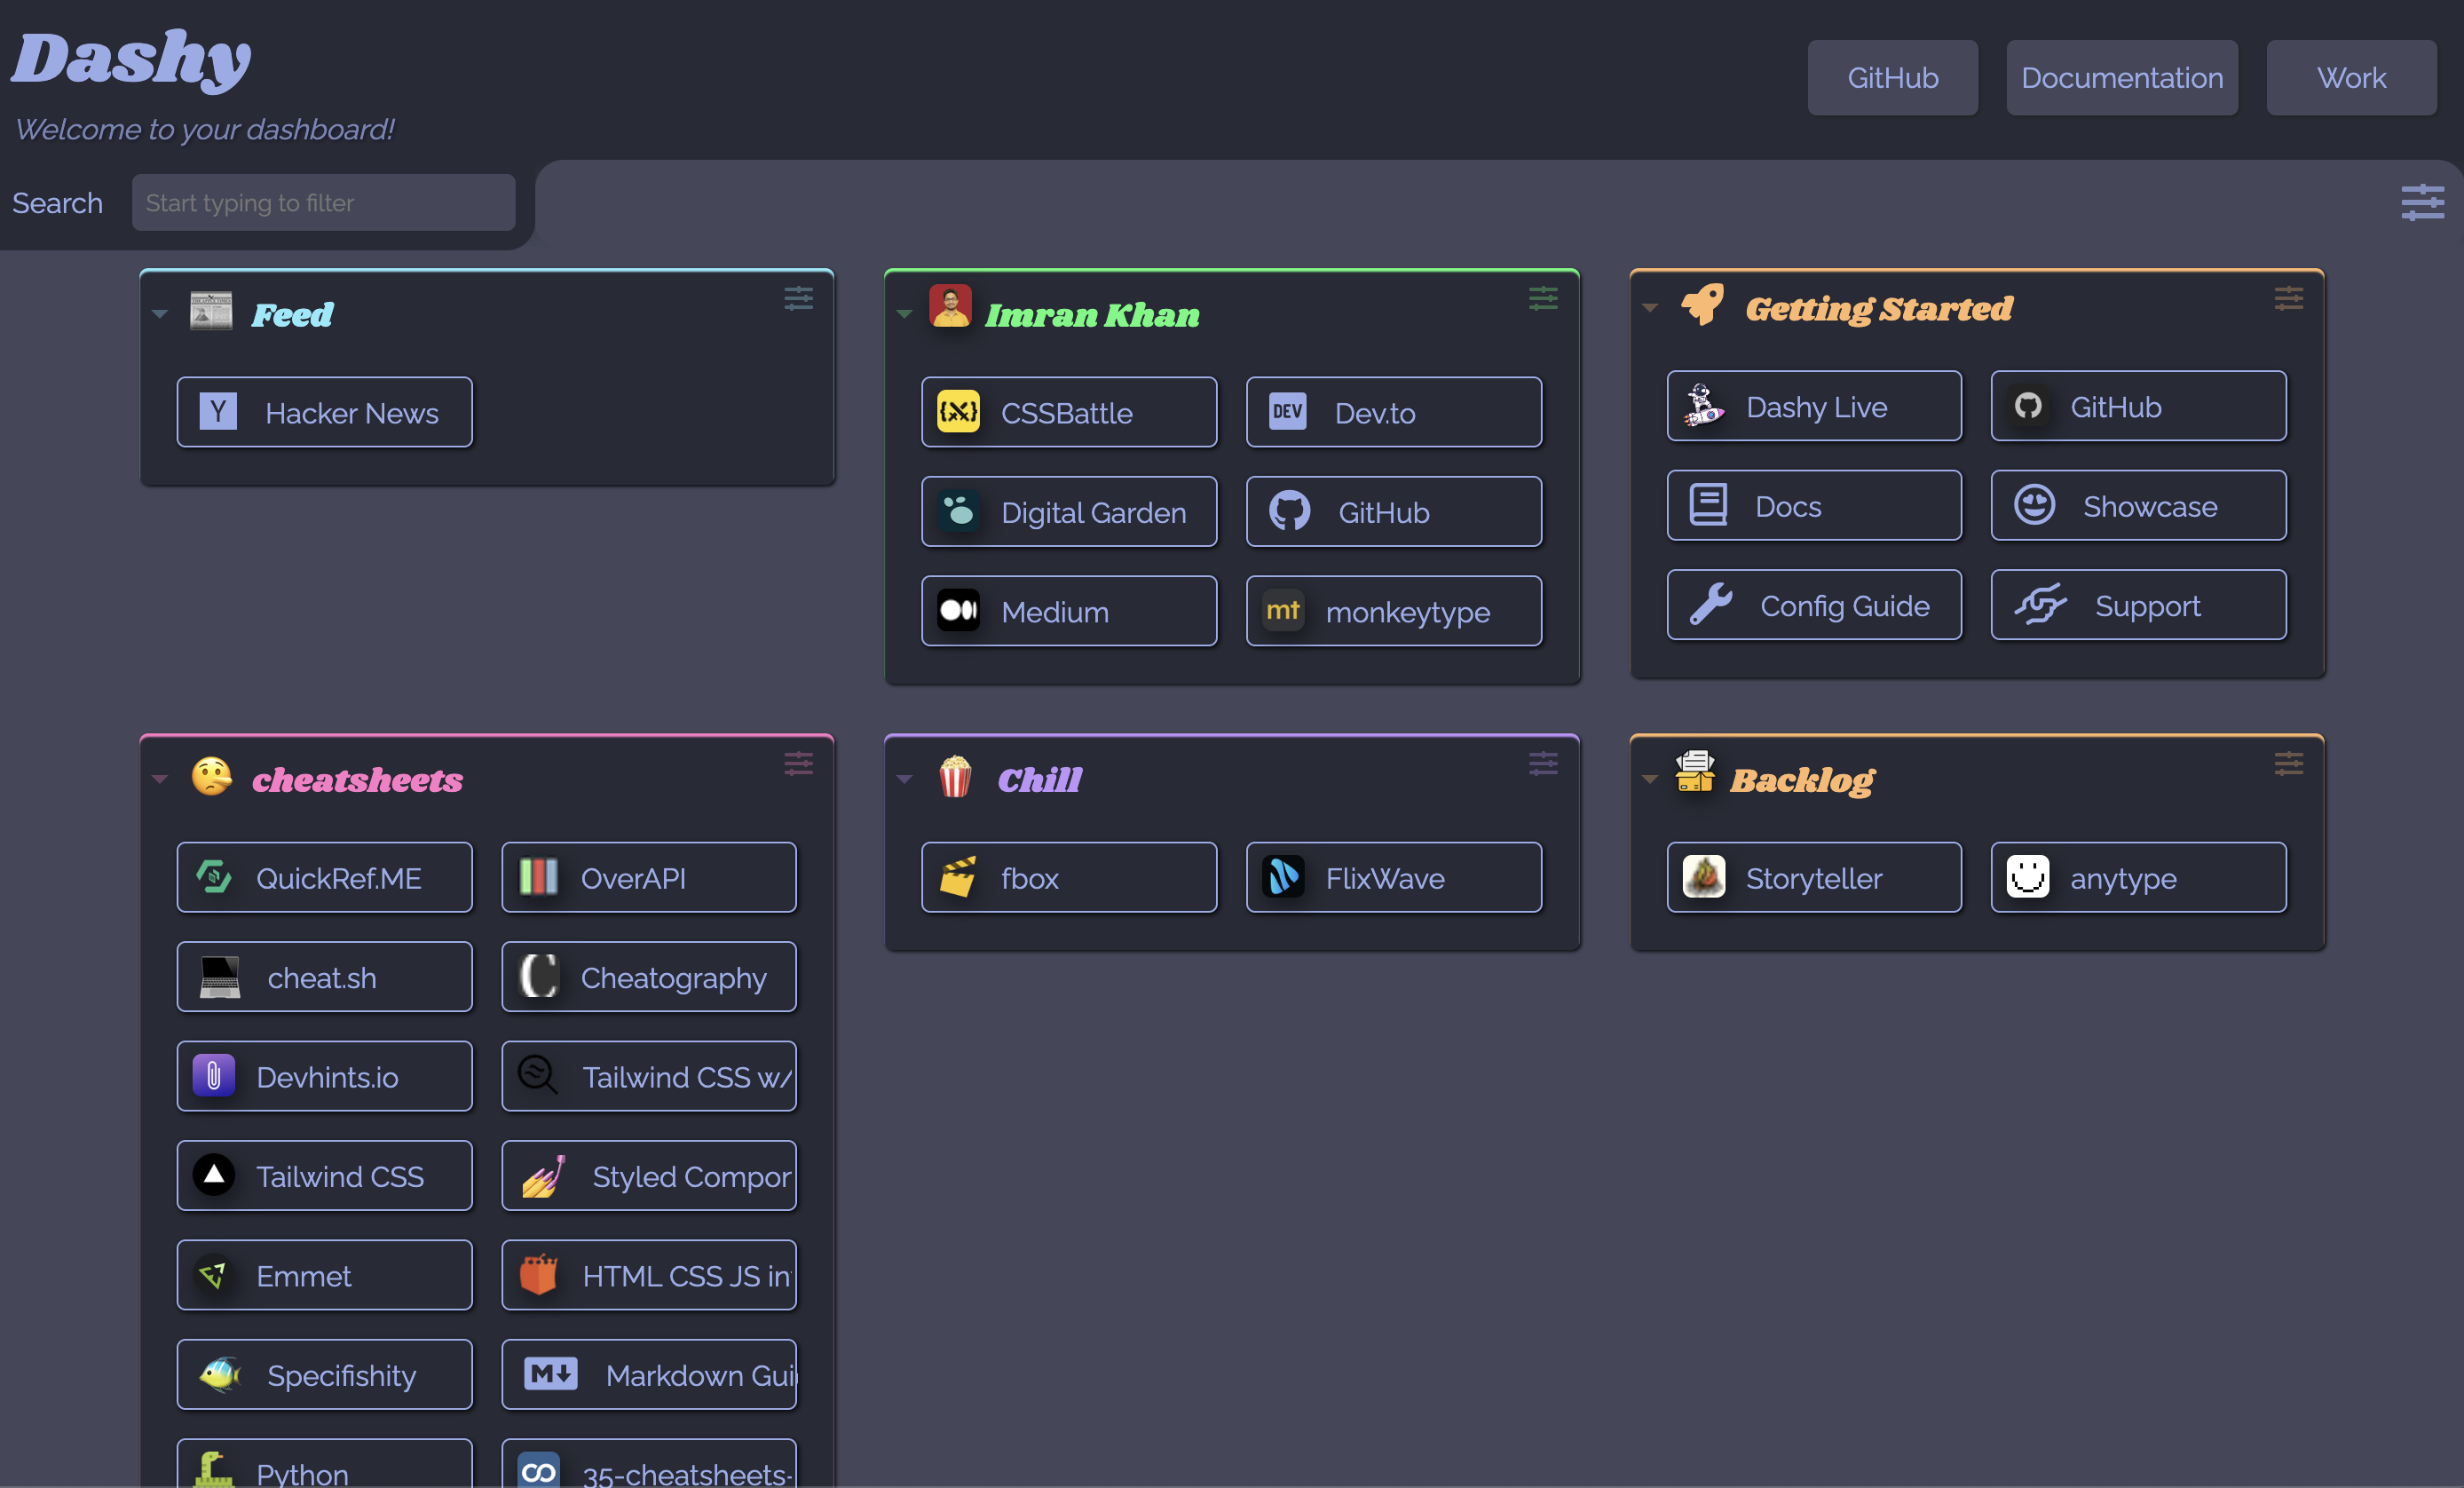 Dashy
Welcome to your dashboard!
GitHub
Documentation
Work
Search
Start typing to filter
Feed
Y Hacker News
Imran Khan
CSSBattle
DEV Dev.to
Digital Garden
GitHub
Medium
mt monkeytype
Getting Started
Dashy Live
GitHub
Docs
Showcase
Config Guide
Support
cheatsheets
QuickRef.ME
OverAPI
cheat.sh
C Cheatography
Devhints.io
Tailwind CSS w/
Tailwind CSS
Styled Compor
Emmet
HTML CSS JS in
Specifishity
M Markdown Gui
Python
35-cheatsheets-
Chill
fbox
FlixWave
Backlog
Storyteller
anytype